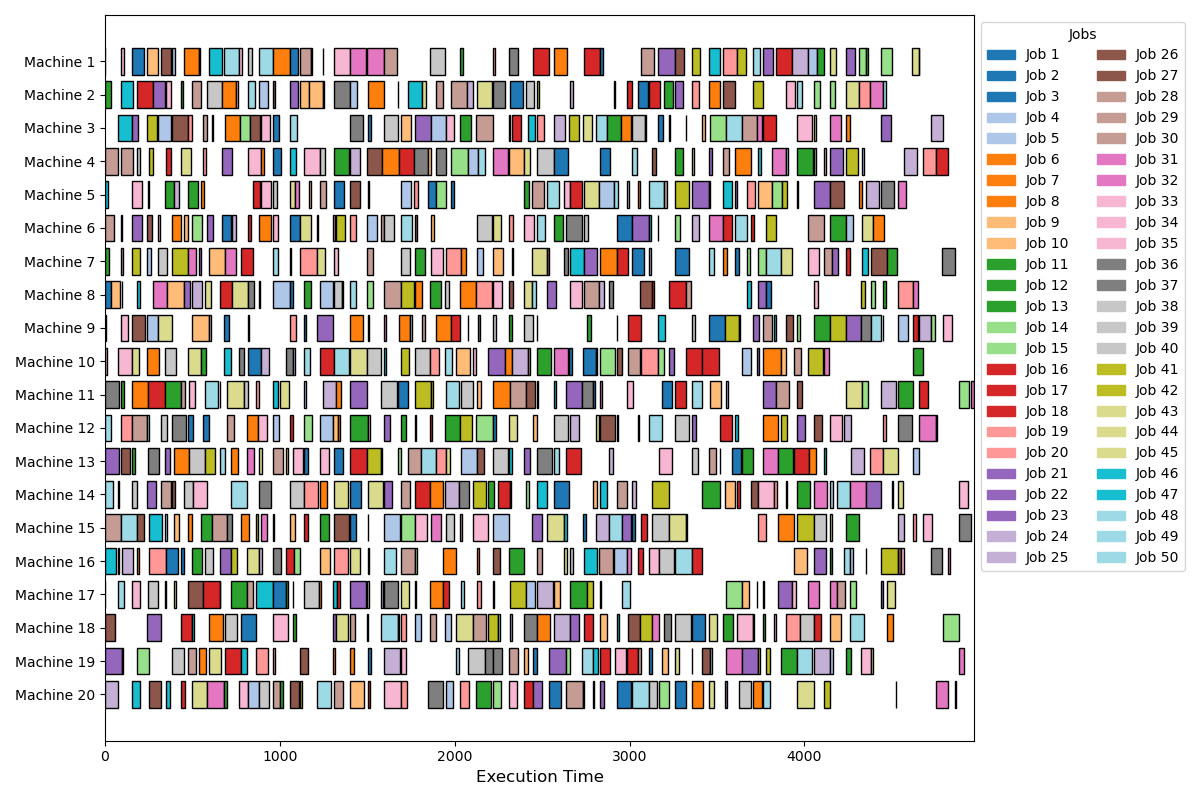 Machine 1
Machine 2
Machine 3
Machine 4
Machine 5
Machine 6
Machine 7
Machine 8
Machine 9
Machine 10
Machine 11
Machine 12
Machine 13
Machine 14
Machine 15
Machine 16
Machine 17
Machine 18
Machine 19
Machine 20
0 1000 2000 3000 4000
Execution Time
Jobs
Job 1
Job 2
Job 3
Job 4
Job 5
Job 6
Job 7
Job 8
Job 9
Job 10
Job 11
Job 12
Job 13
Job 14
Job 15
Job 16
Job 17
Job 18
Job 19
Job 20
Job 21
Job 22
Job 23
Job 24
Job 25
Job 26
Job 27
Job 28
Job 29
Job 30
Job 31
Job 32
Job 33
Job 34
Job 35
Job 36
Job 37
Job 38
Job 39
Job 40
Job 41
Job 42
Job 43
Job 44
Job 45
Job 46
Job 47
Job 48
Job 49
Job 50